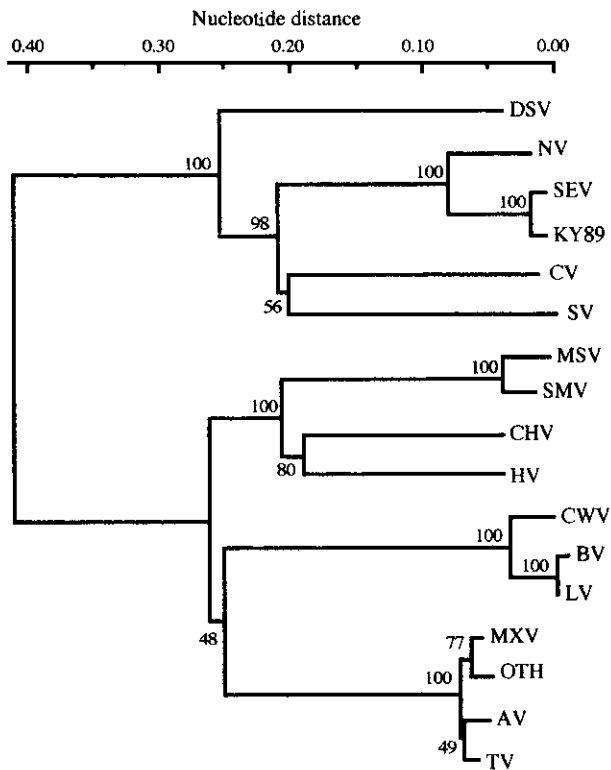 Nucleotide distance
0.40 0.30 0.20 0.10 0.00
DSV
100
NV
100
SEV
100
98
KY89
CV
56
SV
MSV
100
SMV
100
CHV
80
HV
CWV
100
BV
100
LV
48
MXV
77
OTH
100
AV
49
TV